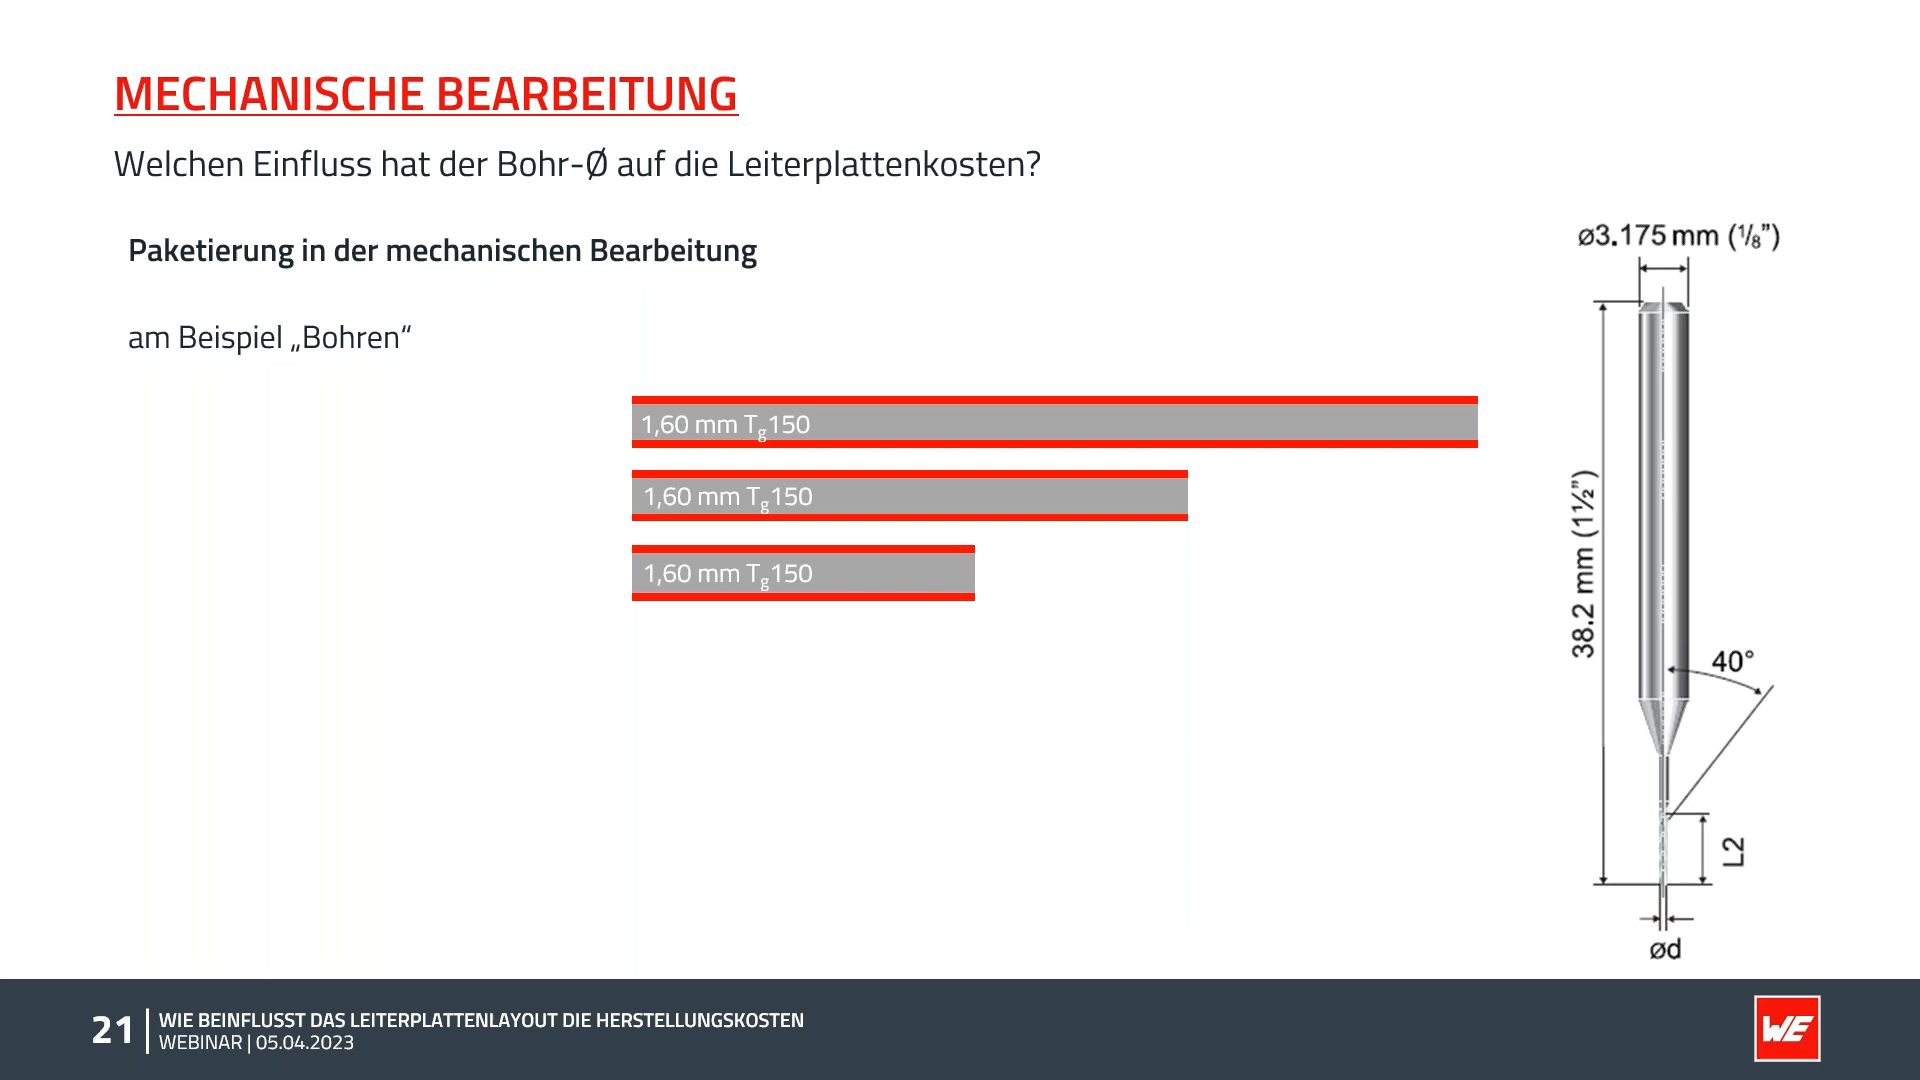 MECHANISCHE BEARBEITUNG
Welchen Einfluss hat der Bohr-Ø auf die Leiterplattenkosten?
Paketierung in der mechanischen Bearbeitung
am Beispiel „Bohren“
1,60 mm Tg150
1,60 mm Tg150
1,60 mm Tg150
ø3.175 mm (1/8”)
38.2 mm (1½”)
40°
L2
ød
21
WIE BEINFLUSST DAS LEITERPLATTENLAYOUT DIE HERSTELLUNGSKOSTEN
WEBINAR | 05.04.2023
WE